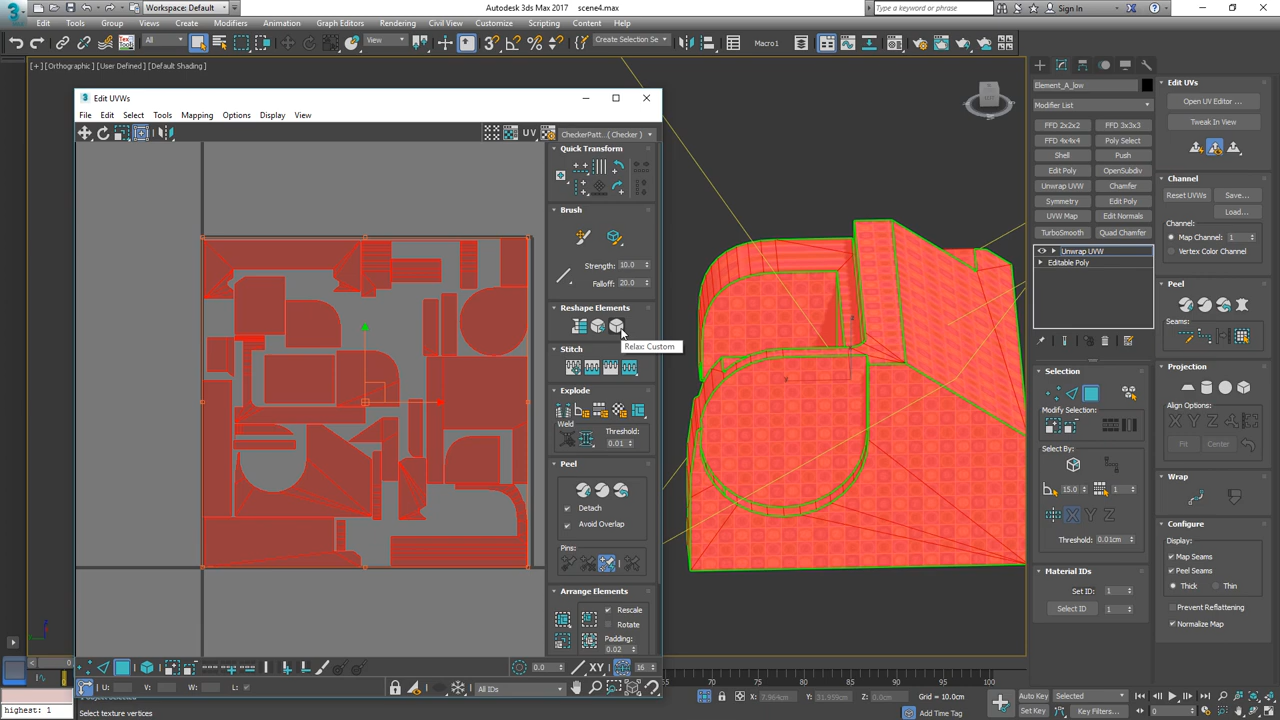 Workspace: Default
Autodesk 3ds Max 2017
scene4.max
Type a keyword or phrase
Sign In
Edit
Tools
Group
Views
Create
Modifiers
Animation
Graph Editors
Rendering
Civil View
Customize
Scripting
Content
Help
All
View
Create Selection Se
Macro1
[+] [Orthographic] [User Defined] [Default Shading]
Edit UVWs
File
Edit
Select
Tools
Mapping
Options
Display
View
UV
CheckerPatt...( Checker )
Quick Transform
Brush
Strength: 10.0
Falloff: 20.0
Reshape Elements
Relax: Custom
Stitch
Explode
Weld
Threshold:
0.01
Peel
Detach
Avoid Overlap
Pins:
Arrange Elements
Rescale
Rotate
Padding:
0.02
0.0
XY
16
U:
V:
W:
L:
All IDs
Select texture vertices
highest: 1
0
Element_A_low
Modifier List
FFD 2x2x2
FFD 3x3x3
FFD 4x4x4
Poly Select
Shell
Push
Edit Poly
OpenSubdiv
Unwrap UVW
Chamfer
Symmetry
Edit Poly
UVW Map
Edit Normals
TurboSmooth
Quad Chamfer
Unwrap UVW
Editable Poly
Selection
Modify Selection:
Select By:
15.0
1
X Y Z
Threshold: 0.01cm
Material IDs
Set ID: 1
Select ID
1
Edit UVs
Open UV Editor ...
Tweak In View
Channel
Reset UVWs
Save...
Load...
Channel:
Map Channel: 1
Vertex Color Channel
Peel
Seams:
Projection
Align Options:
X Y Z
Fit
Center
Wrap
Configure
Display:
Map Seams
Peel Seams
Thick
Thin
Prevent Reflattening
Normalize Map
65
70
75
80
85
90
95
100
X: 7.964cm
Y: 31.959cm
Z: 0.0cm
Grid = 10.0cm
Add Time Tag
Auto Key
Selected
Set Key
Key Filters...
0